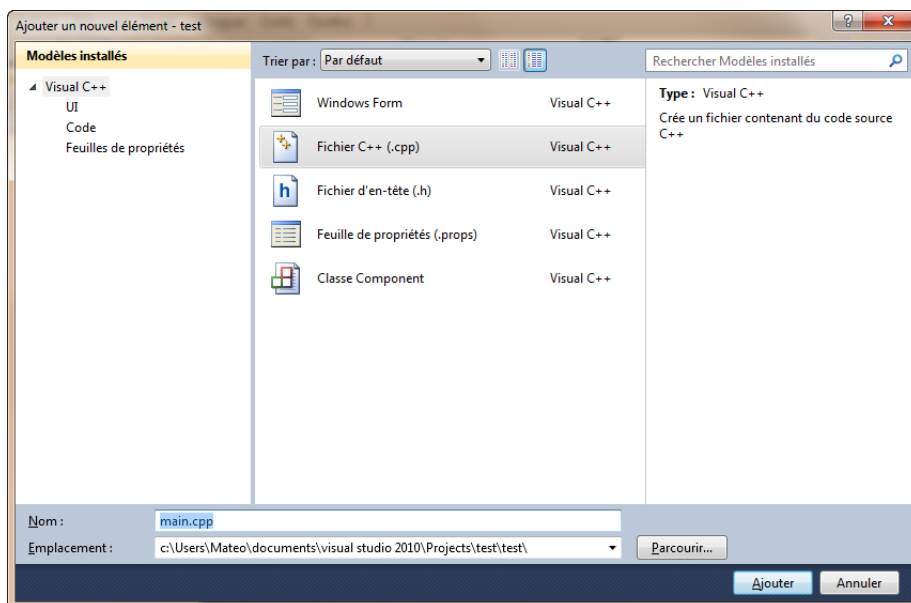 Ajouter un nouvel élément - test
Modèles installés
Visual C++
UI
Code
Feuilles de propriétés
Trier par : Par défaut
Windows Form Visual C++
Fichier C++ (.cpp) Visual C++
Fichier d'en-tête (.h) Visual C++
Feuille de propriétés (.props) Visual C++
Classe Component Visual C++
Rechercher Modèles installés
Type : Visual C++
Crée un fichier contenant du code source
C++
Nom : main.cpp
Emplacement : c:\Users\Mateo\documents\visual studio 2010\Projects\test\test\
Parcourir...
Ajouter Annuler